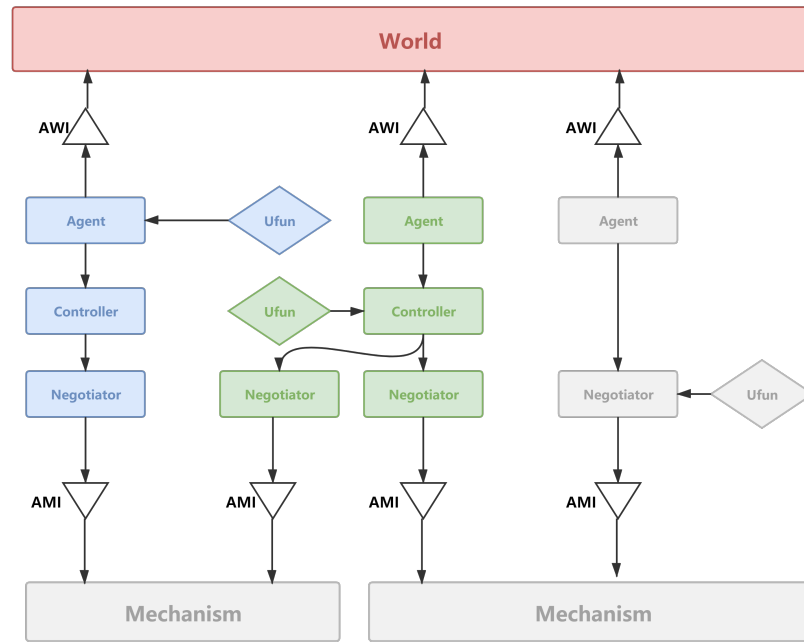 World
AWI
AWI
AWI
Agent
Ufun
Agent
Agent
Controller
Ufun
Controller
Negotiator
Negotiator
Negotiator
Negotiator
Ufun
AMI
AMI
AMI
AMI
Mechanism
Mechanism